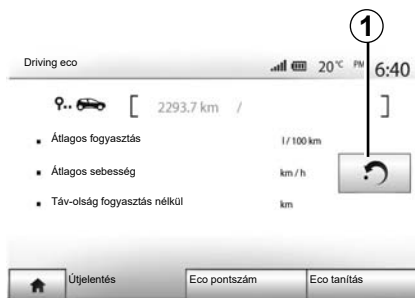 1
Driving eco 20°C PM 6:40
[ 2293.7 km / ]
Átlagos fogyasztás l/100 km
Átlagos sebesség km/h
Táv-olság fogyasztás nélkül km
Útjelentés Eco pontszám Eco tanítás